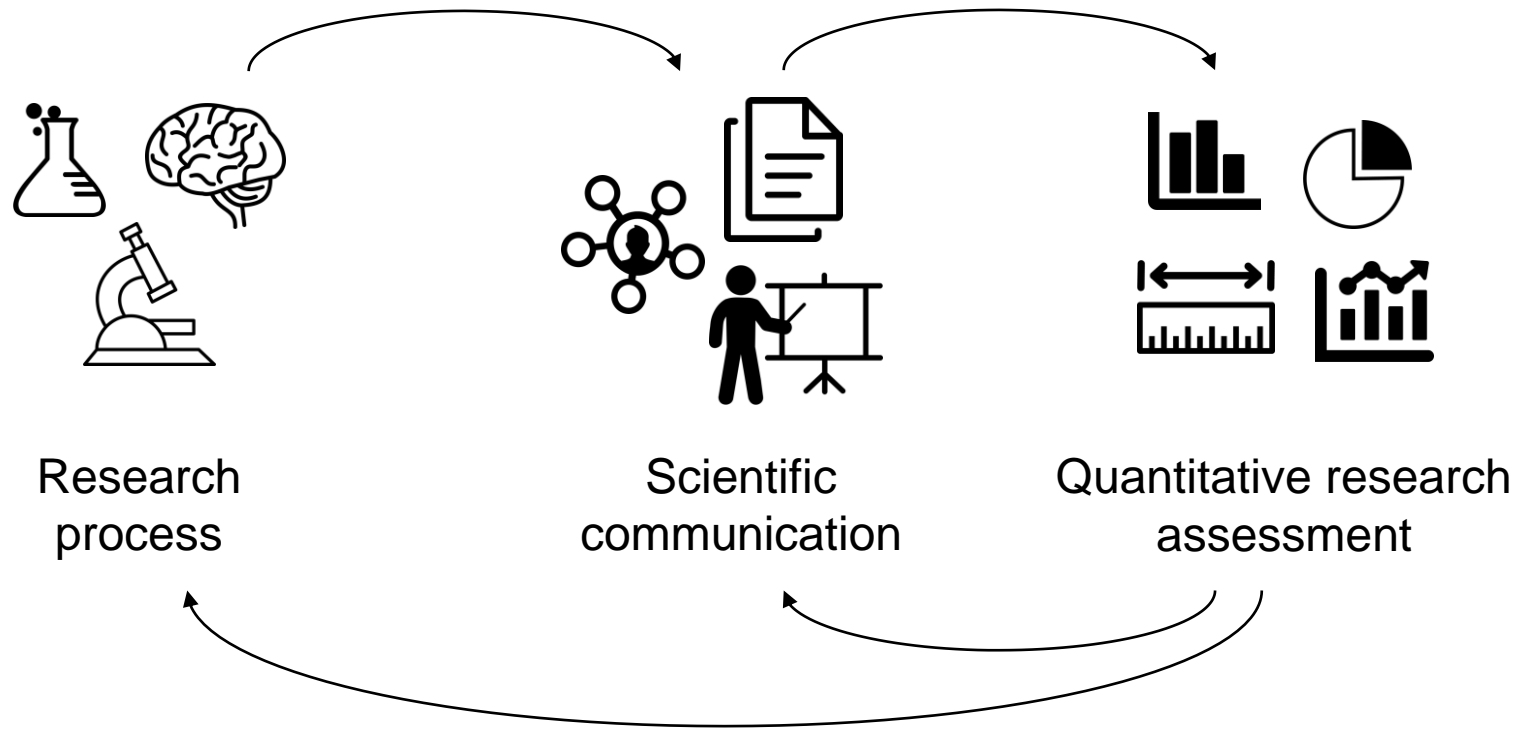 Research
process
Scientific
communication
Quantitative research
assessment